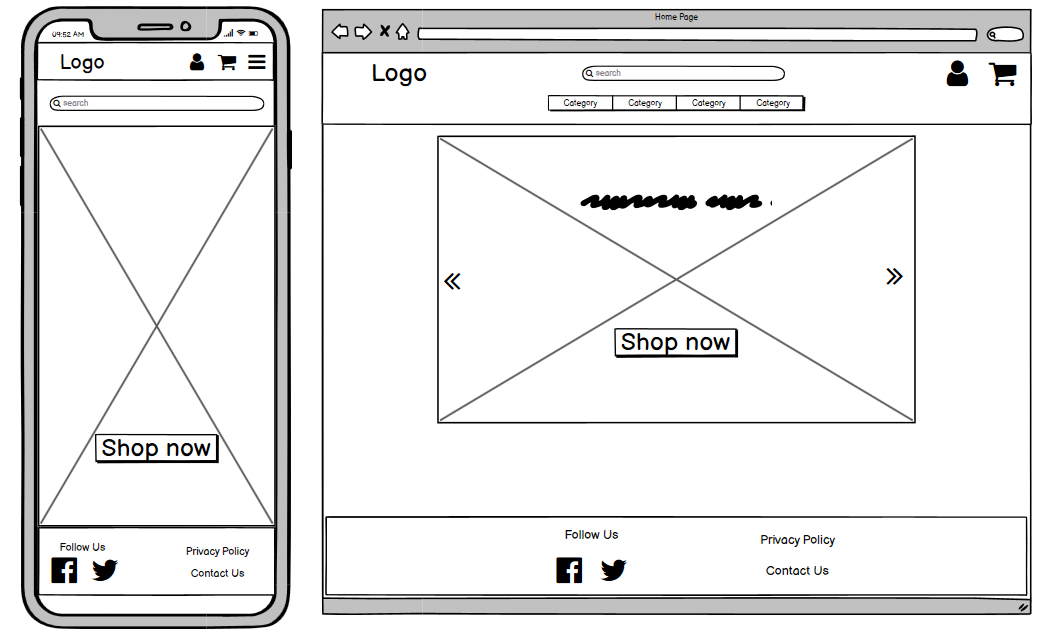 09:52 AM
Logo
search
Shop now
Follow Us
Privacy Policy
Contact Us
Home Page
Logo
search
Category Category Category Category
Shop now
Follow Us
Privacy Policy
Contact Us